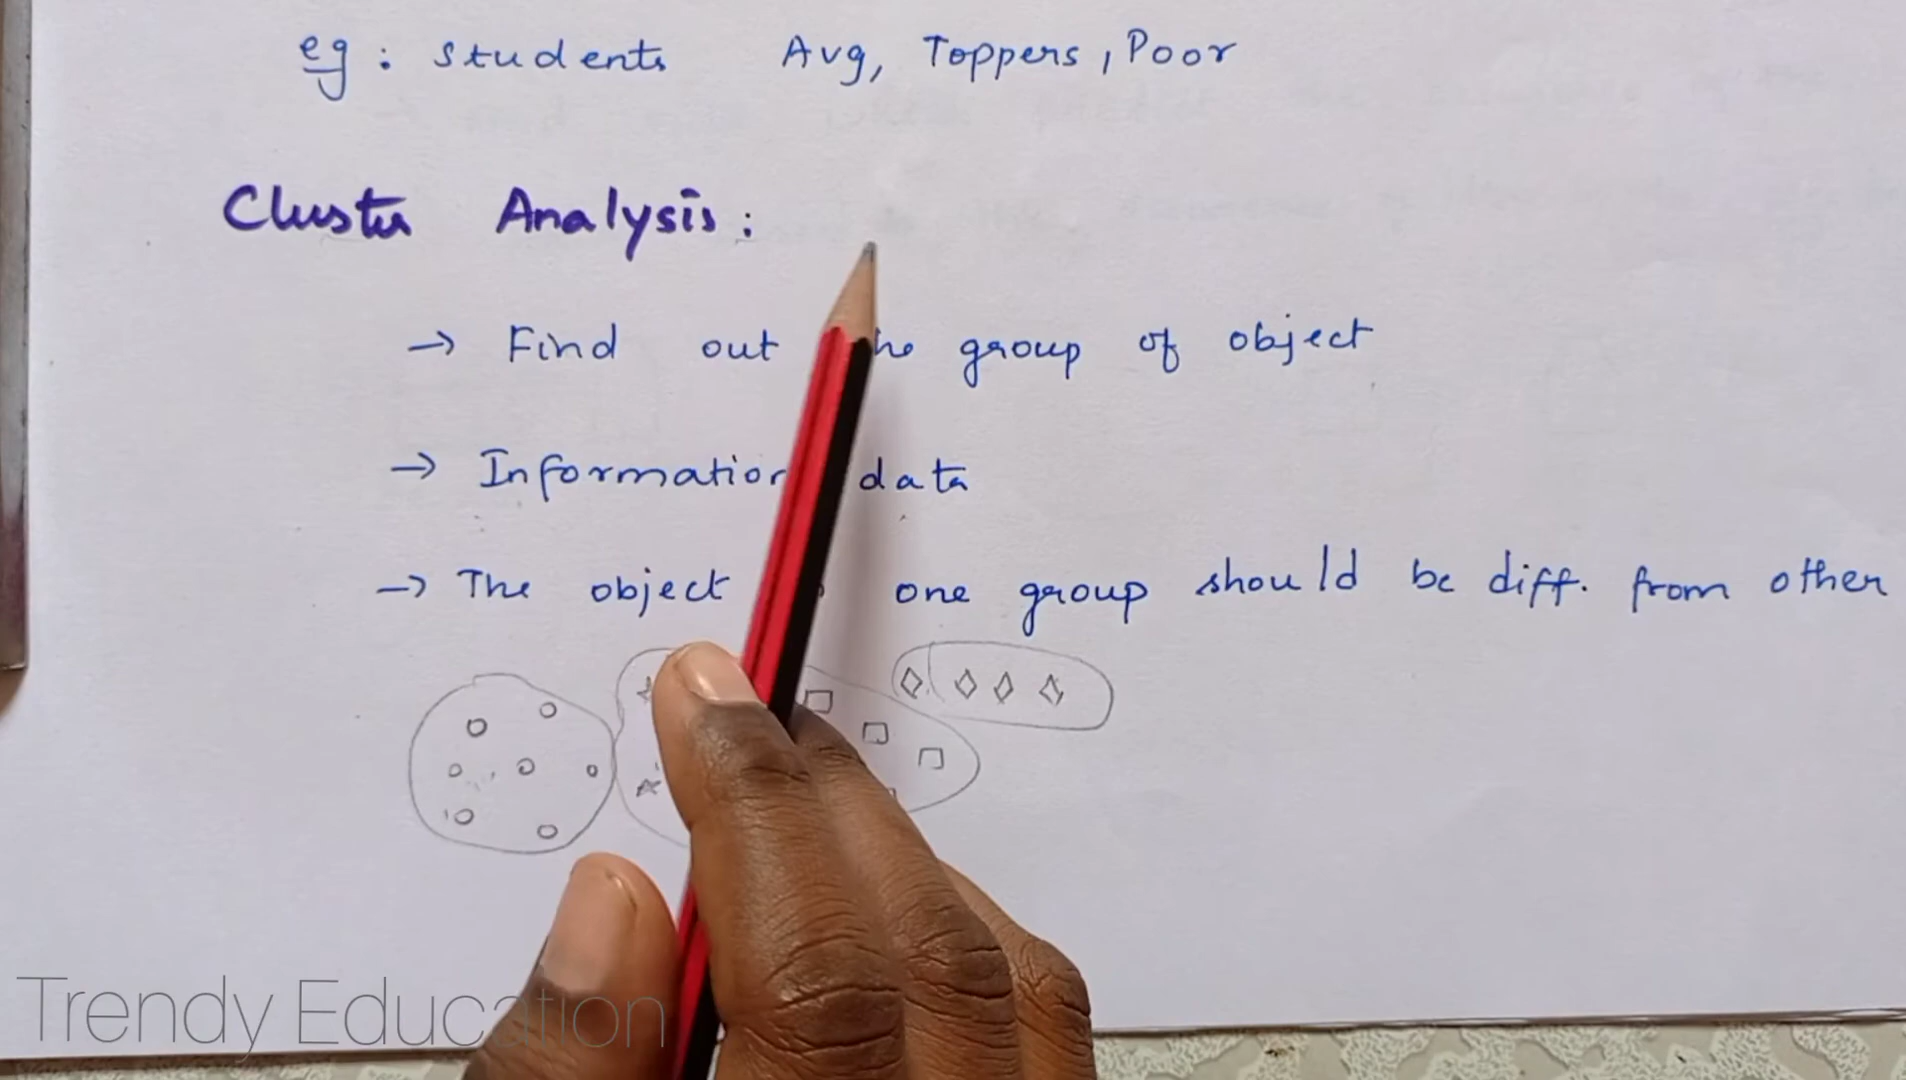 eg : students Avg, Toppers, Poor
Cluster Analysis :
→ Find out group of object
→ Information data
→ The object one group should be diff. from other
Trendy Education